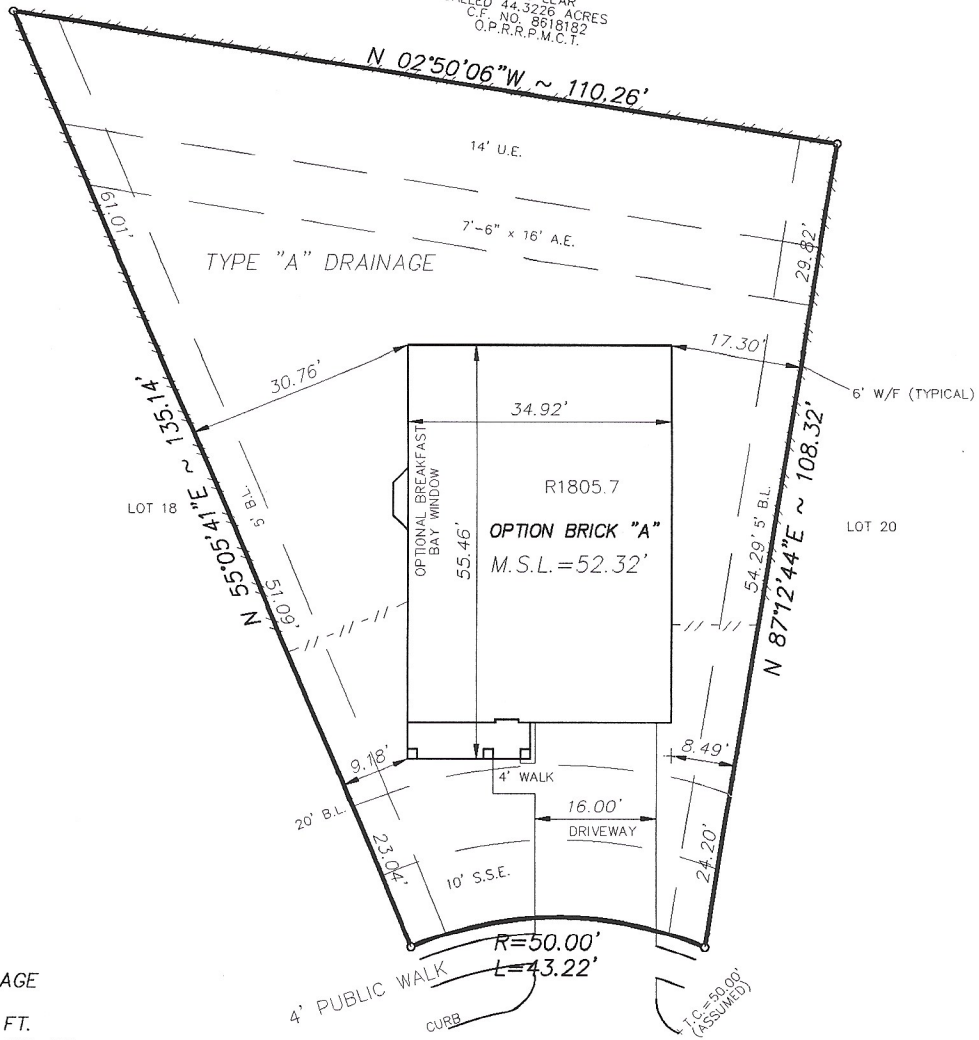 44.3226 ACRES
C.F. NO. 8618182
O.P.R.R.P.M.C.T.
N 02°50'06"W ~ 110.26'
14' U.E.
7'-6" x 16' A.E.
TYPE "A" DRAINAGE
61.01'
29.82'
30.76'
17.30'
6' W/F (TYPICAL)
34.92'
N 55°05'41"E ~ 135.14'
N 87°12'44"E ~ 108.32'
LOT 18
5' B.L.
OPTIONAL BREAKFAST
BAY WINDOW
55.46'
R1805.7
OPTION BRICK "A"
M.S.L.=52.32'
54.29'
5' B.L.
LOT 20
51.09'
9.18'
8.49'
4' WALK
20' B.L.
16.00'
DRIVEWAY
23.04'
24.20'
10' S.S.E.
R=50.00'
L=43.22'
4' PUBLIC WALK
CURB
T.C.=50.00'
(ASSUMED)
AGE
FT.